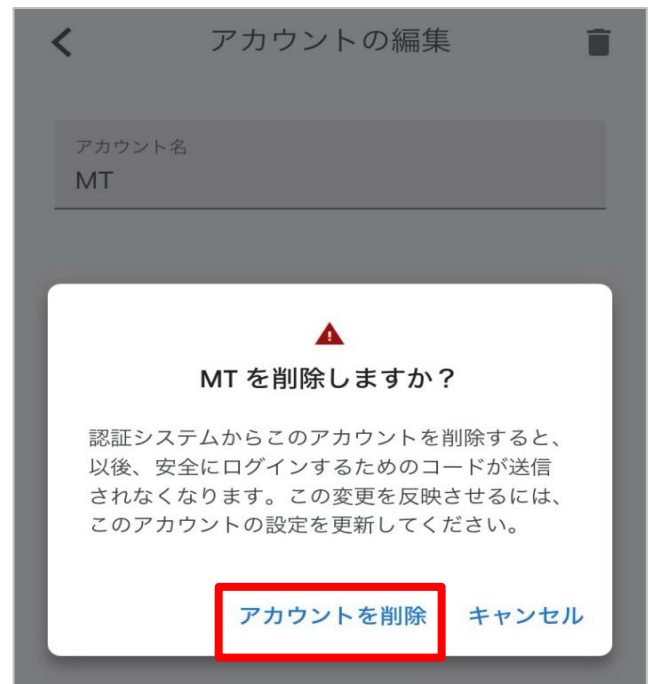 アカウントの編集
アカウント名
MT
MT を削除しますか？
認証システムからこのアカウントを削除すると、
以後、安全にログインするためのコードが送信
されなくなります。この変更を反映させるには、
このアカウントの設定を更新してください。
アカウントを削除 キャンセル